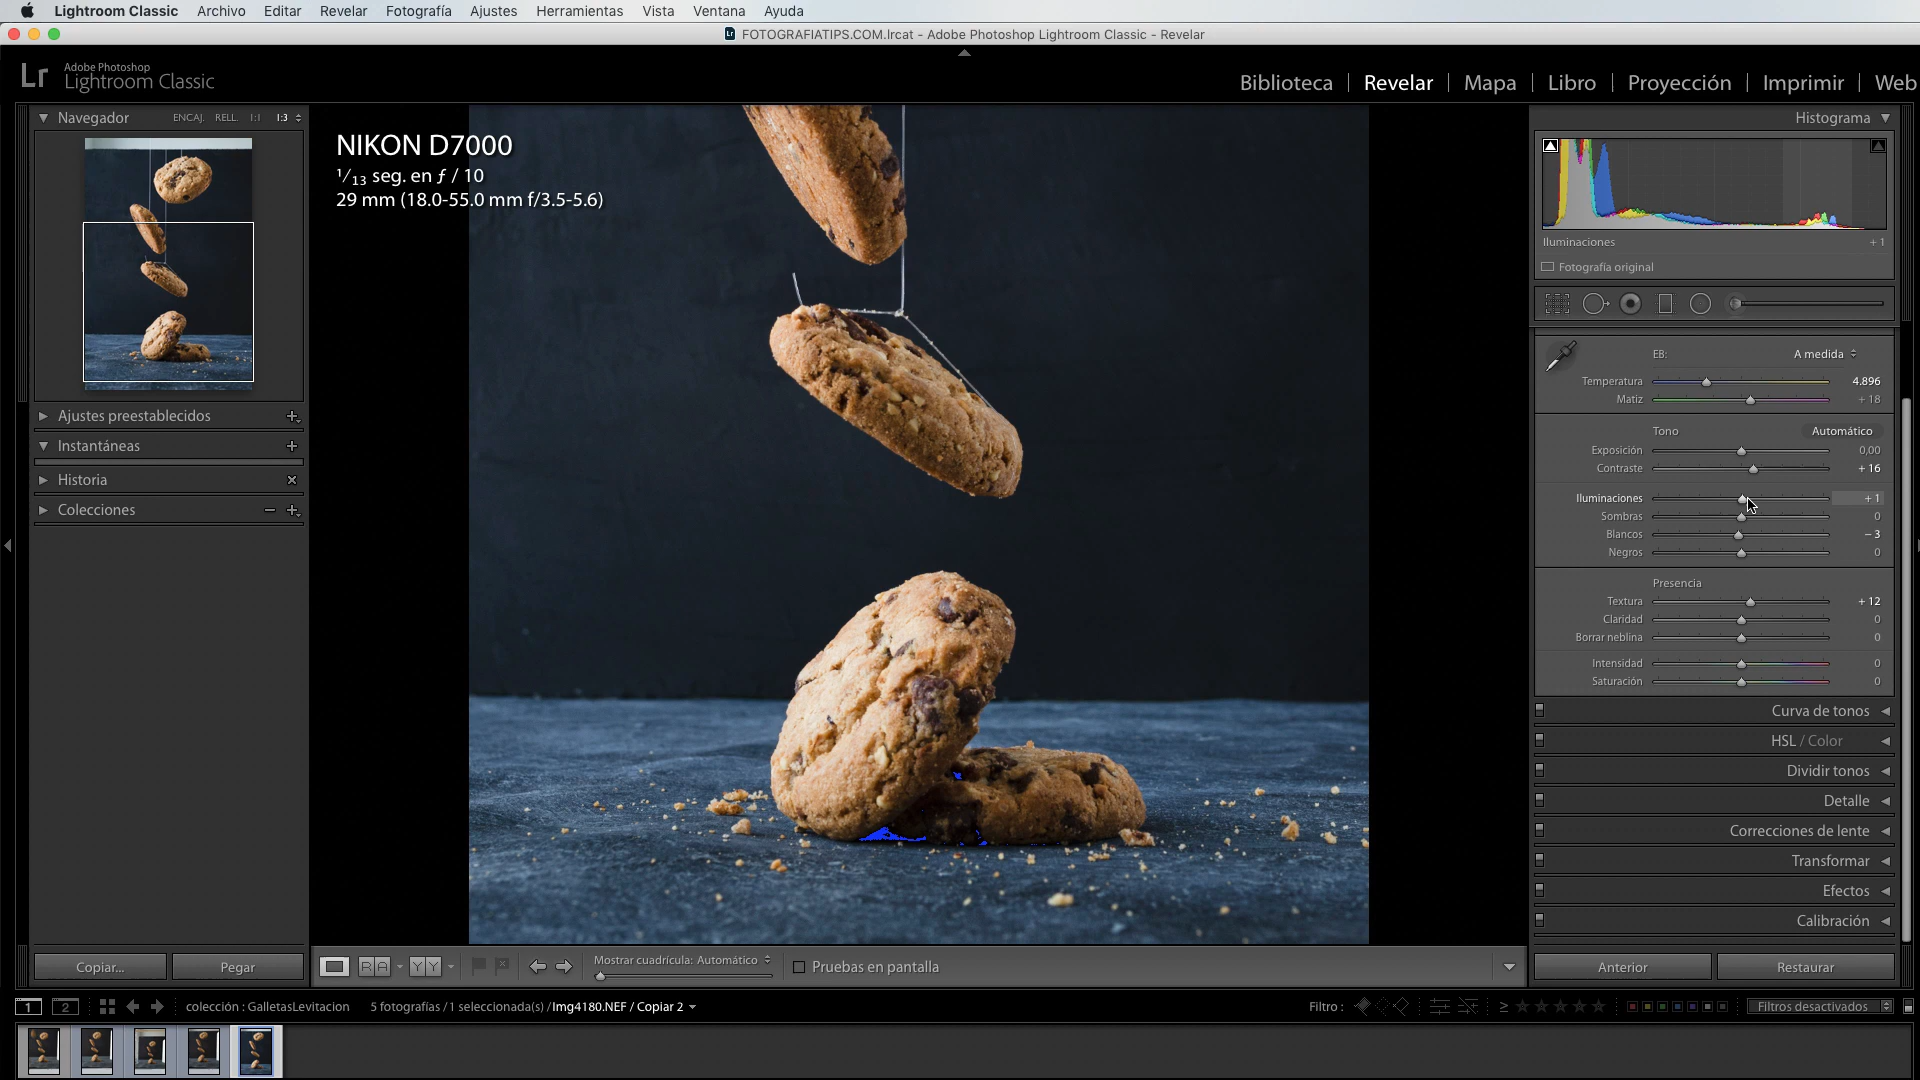 Lightroom Classic Archivo Editar Revelar Fotografía Ajustes Herramientas Vista Ventana Ayuda
FOTOGRAFIATIPS.COM.lrcat - Adobe Photoshop Lightroom Classic - Revelar
Lr Adobe Photoshop
Lightroom Classic
Biblioteca | Revelar | Mapa | Libro | Proyección | Imprimir | Web
Navegador ENCAJ. RELL. 1:1 1:3
Ajustes preestablecidos
Instantáneas
Historia
Colecciones
Copiar... Pegar
NIKON D7000
1/13 seg. en ƒ / 10
29 mm (18.0-55.0 mm f/3.5-5.6)
Histograma
Iluminaciones + 1
Fotografía original
EB: A medida
Temperatura 4.896
Matiz + 18
Tono Automático
Exposición 0,00
Contraste + 16
Iluminaciones + 1
Sombras 0
Blancos − 3
Negros 0
Presencia
Textura + 12
Claridad 0
Borrar neblina 0
Intensidad 0
Saturación 0
Curva de tonos
HSL / Color
Dividir tonos
Detalle
Correcciones de lente
Transformar
Efectos
Calibración
Anterior Restaurar
R A Y Y Mostrar cuadrícula: Automático Pruebas en pantalla
1 2 colección : GalletasLevitacion 5 fotografías / 1 seleccionada(s) / Img4180.NEF / Copiar 2 Filtro : ≥ Filtros desactivados